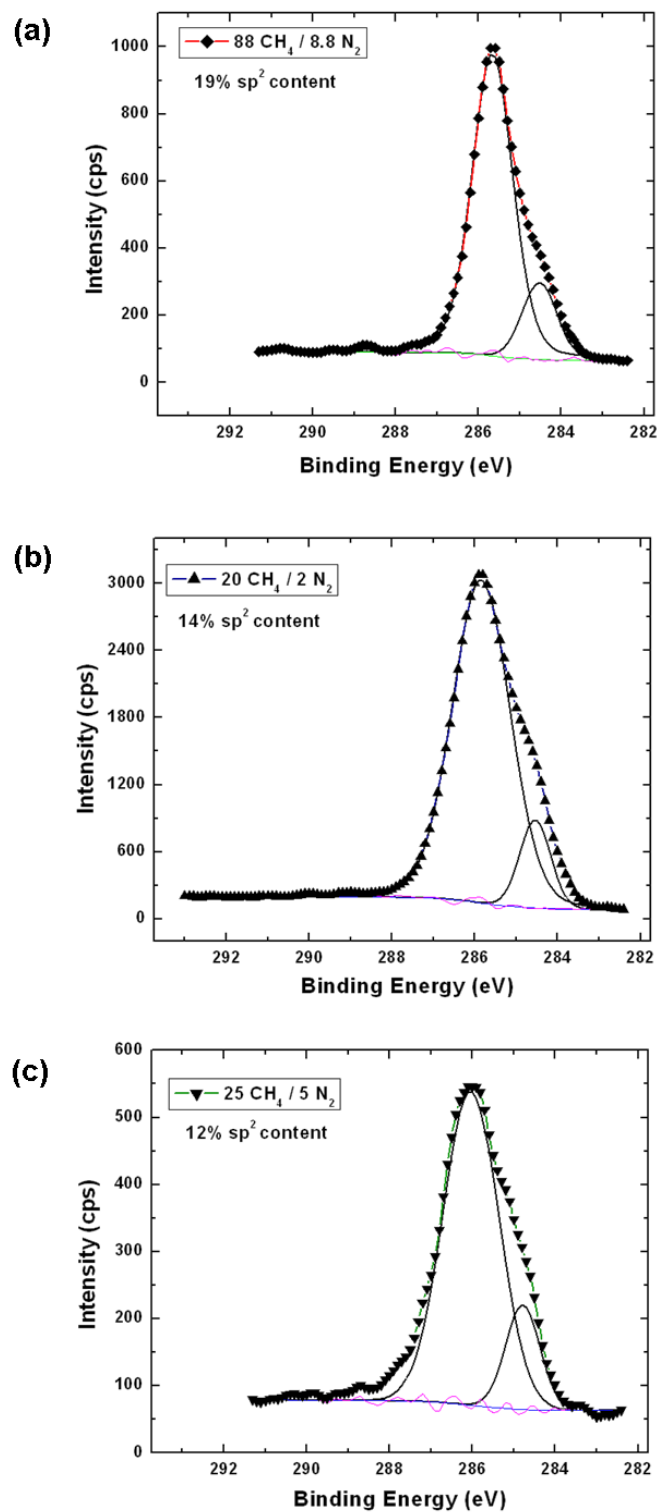 (a)
88 CH₄ / 8.8 N₂
19% sp² content
1000
800
600
400
200
0
Intensity (cps)
292 290 288 286 284 282
Binding Energy (eV)
(b)
20 CH₄ / 2 N₂
14% sp² content
3000
2400
1800
1200
600
0
Intensity (cps)
292 290 288 286 284 282
Binding Energy (eV)
(c)
25 CH₄ / 5 N₂
12% sp² content
600
500
400
300
200
100
0
Intensity (cps)
292 290 288 286 284 282
Binding Energy (eV)